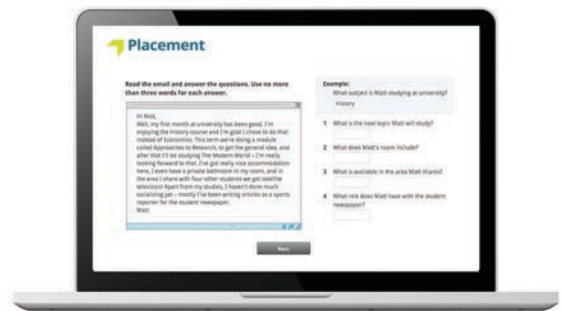 Placement
Read the email and answer the questions. Use no more
than three words for each answer.
Hi Nick,
Well, my first month at university has been good. I'm
enjoying the History course and I'm glad I chose to do that
instead of Economics. This term we're doing a module
called Approaches to Research, to get the general idea, and
after that I'll be studying The Modern World – I'm really
looking forward to that. I've got really nice accommodation
here, I even have a private bathroom in my room, and in
the area I share with four other students we get satellite
television! Apart from my studies, I haven't done much
socializing yet – mostly I've been writing articles as a sports
reporter for the student newspaper.
Matt
Example:
What subject is Matt studying at university?
History
1 What is the next topic Matt will study?
2 What does Matt's room include?
3 What is available in the area Matt shares?
4 What role does Matt have with the student
newspaper?
Next